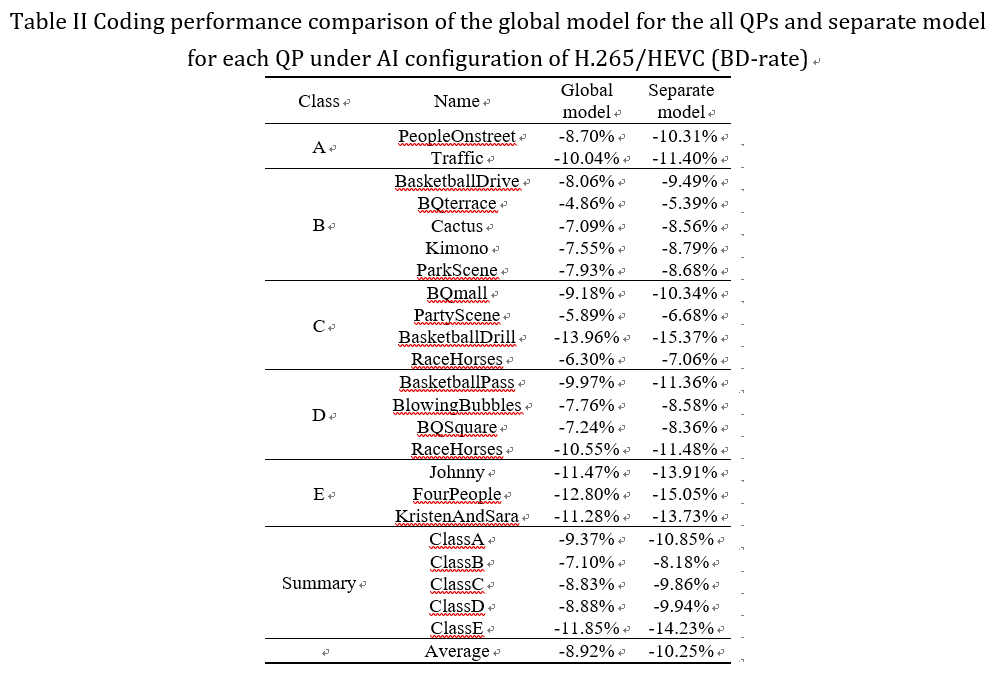 Table II Coding performance comparison of the global model for the all QPs and separate model
for each QP under AI configuration of H.265/HEVC (BD-rate)
Class Name Global model Separate model
A PeopleOnstreet -8.70% -10.31%
Traffic -10.04% -11.40%
B BasketballDrive -8.06% -9.49%
BQterrace -4.86% -5.39%
Cactus -7.09% -8.56%
Kimono -7.55% -8.79%
ParkScene -7.93% -8.68%
C BQmall -9.18% -10.34%
PartyScene -5.89% -6.68%
BasketballDrill -13.96% -15.37%
RaceHorses -6.30% -7.06%
D BasketballPass -9.97% -11.36%
BlowingBubbles -7.76% -8.58%
BQSquare -7.24% -8.36%
RaceHorses -10.55% -11.48%
E Johnny -11.47% -13.91%
FourPeople -12.80% -15.05%
KristenAndSara -11.28% -13.73%
Summary ClassA -9.37% -10.85%
ClassB -7.10% -8.18%
ClassC -8.83% -9.86%
ClassD -8.88% -9.94%
ClassE -11.85% -14.23%
Average -8.92% -10.25%